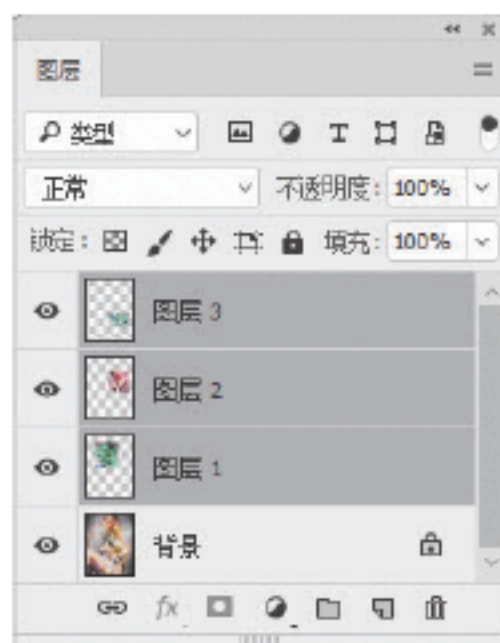 图层
类型
正常 不透明度: 100%
锁定: 填充: 100%
图层 3
图层 2
图层 1
背景
fx